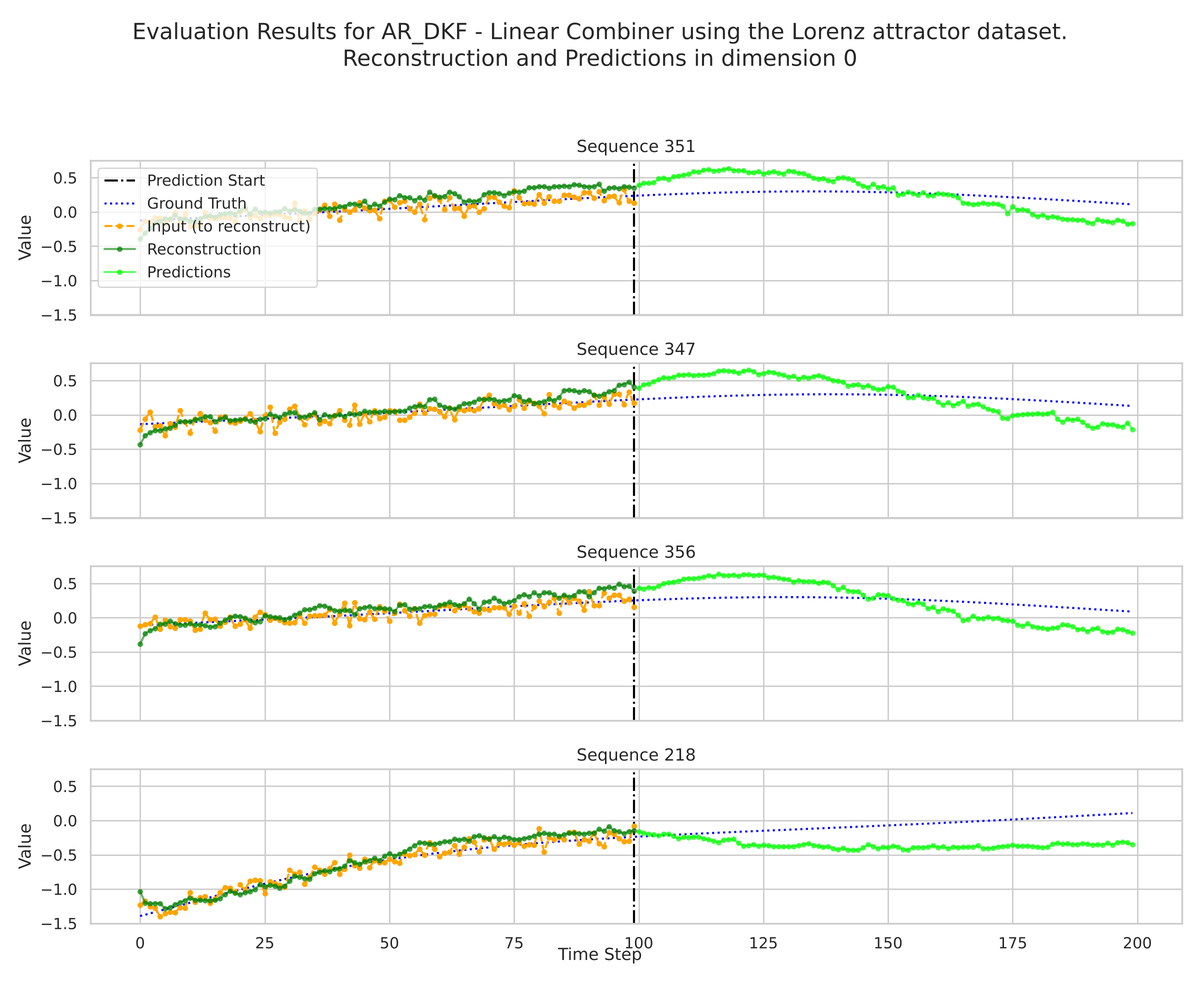 Evaluation Results for AR_DKF - Linear Combiner using the Lorenz attractor dataset.
Reconstruction and Predictions in dimension 0
Sequence 351
Value
0.5
0.0
−0.5
−1.0
−1.5
Prediction Start
Ground Truth
Input (to reconstruct)
Reconstruction
Predictions
Sequence 347
Value
0.5
0.0
−0.5
−1.0
−1.5
Sequence 356
Value
0.5
0.0
−0.5
−1.0
−1.5
Sequence 218
Value
0.5
0.0
−0.5
−1.0
−1.5
0 25 50 75 100 125 150 175 200
Time Step